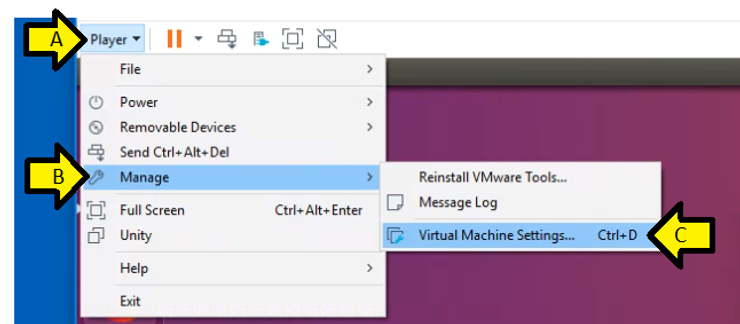 A
Player
File
Power
Removable Devices
Send Ctrl+Alt+Del
B
Manage
Reinstall VMware Tools...
Message Log
Full Screen Ctrl+Alt+Enter
Unity
Virtual Machine Settings... Ctrl+D
C
Help
Exit